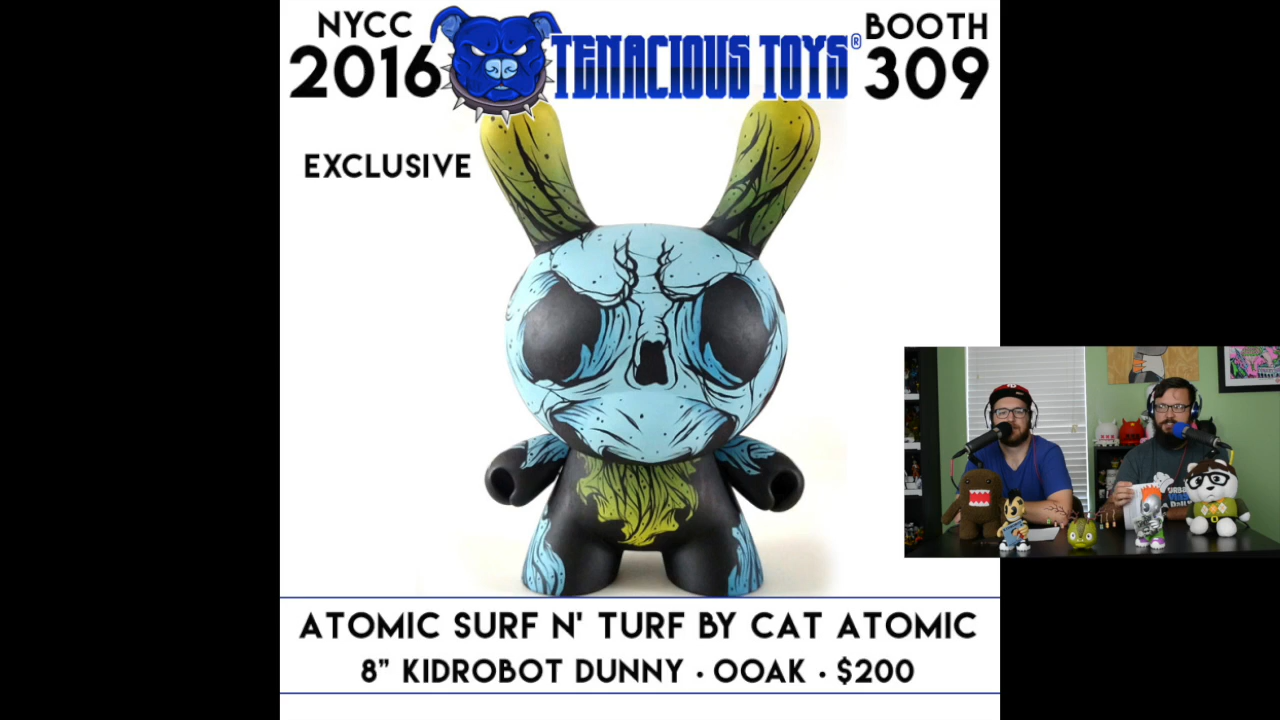 NYCC
2016
TENACIOUS TOYS®
BOOTH
309
EXCLUSIVE
ATOMIC SURF N' TURF BY CAT ATOMIC
8" KIDROBOT DUNNY · OOAK · $200